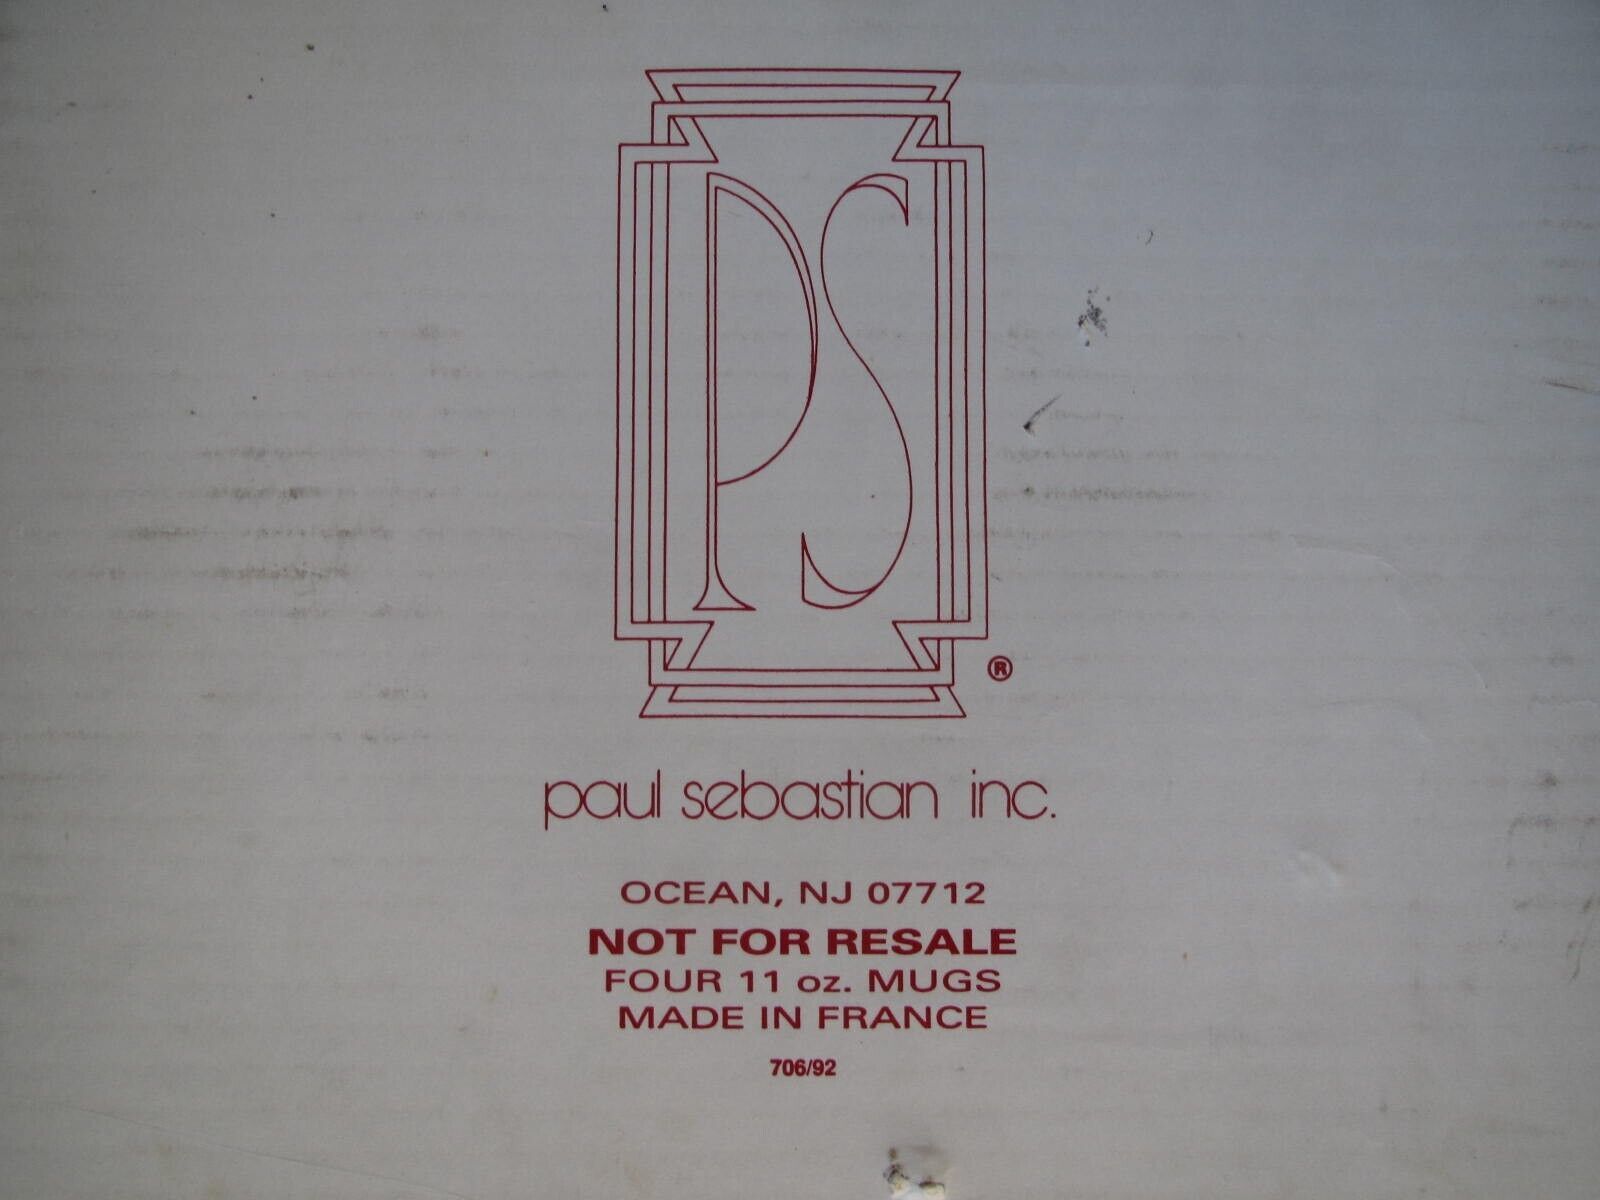 PS
®
paul sebastian inc.
OCEAN, NJ 07712
NOT FOR RESALE
FOUR 11 oz. MUGS
MADE IN FRANCE
706/92